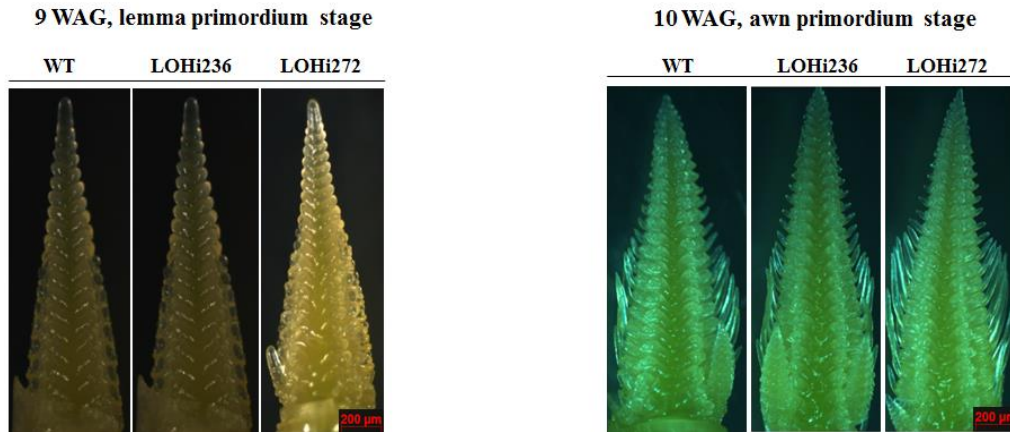 9 WAG, lemma primordium stage
WT LOHi236 LOHi272
200 µm
10 WAG, awn primordium stage
WT LOHi236 LOHi272
200 µm